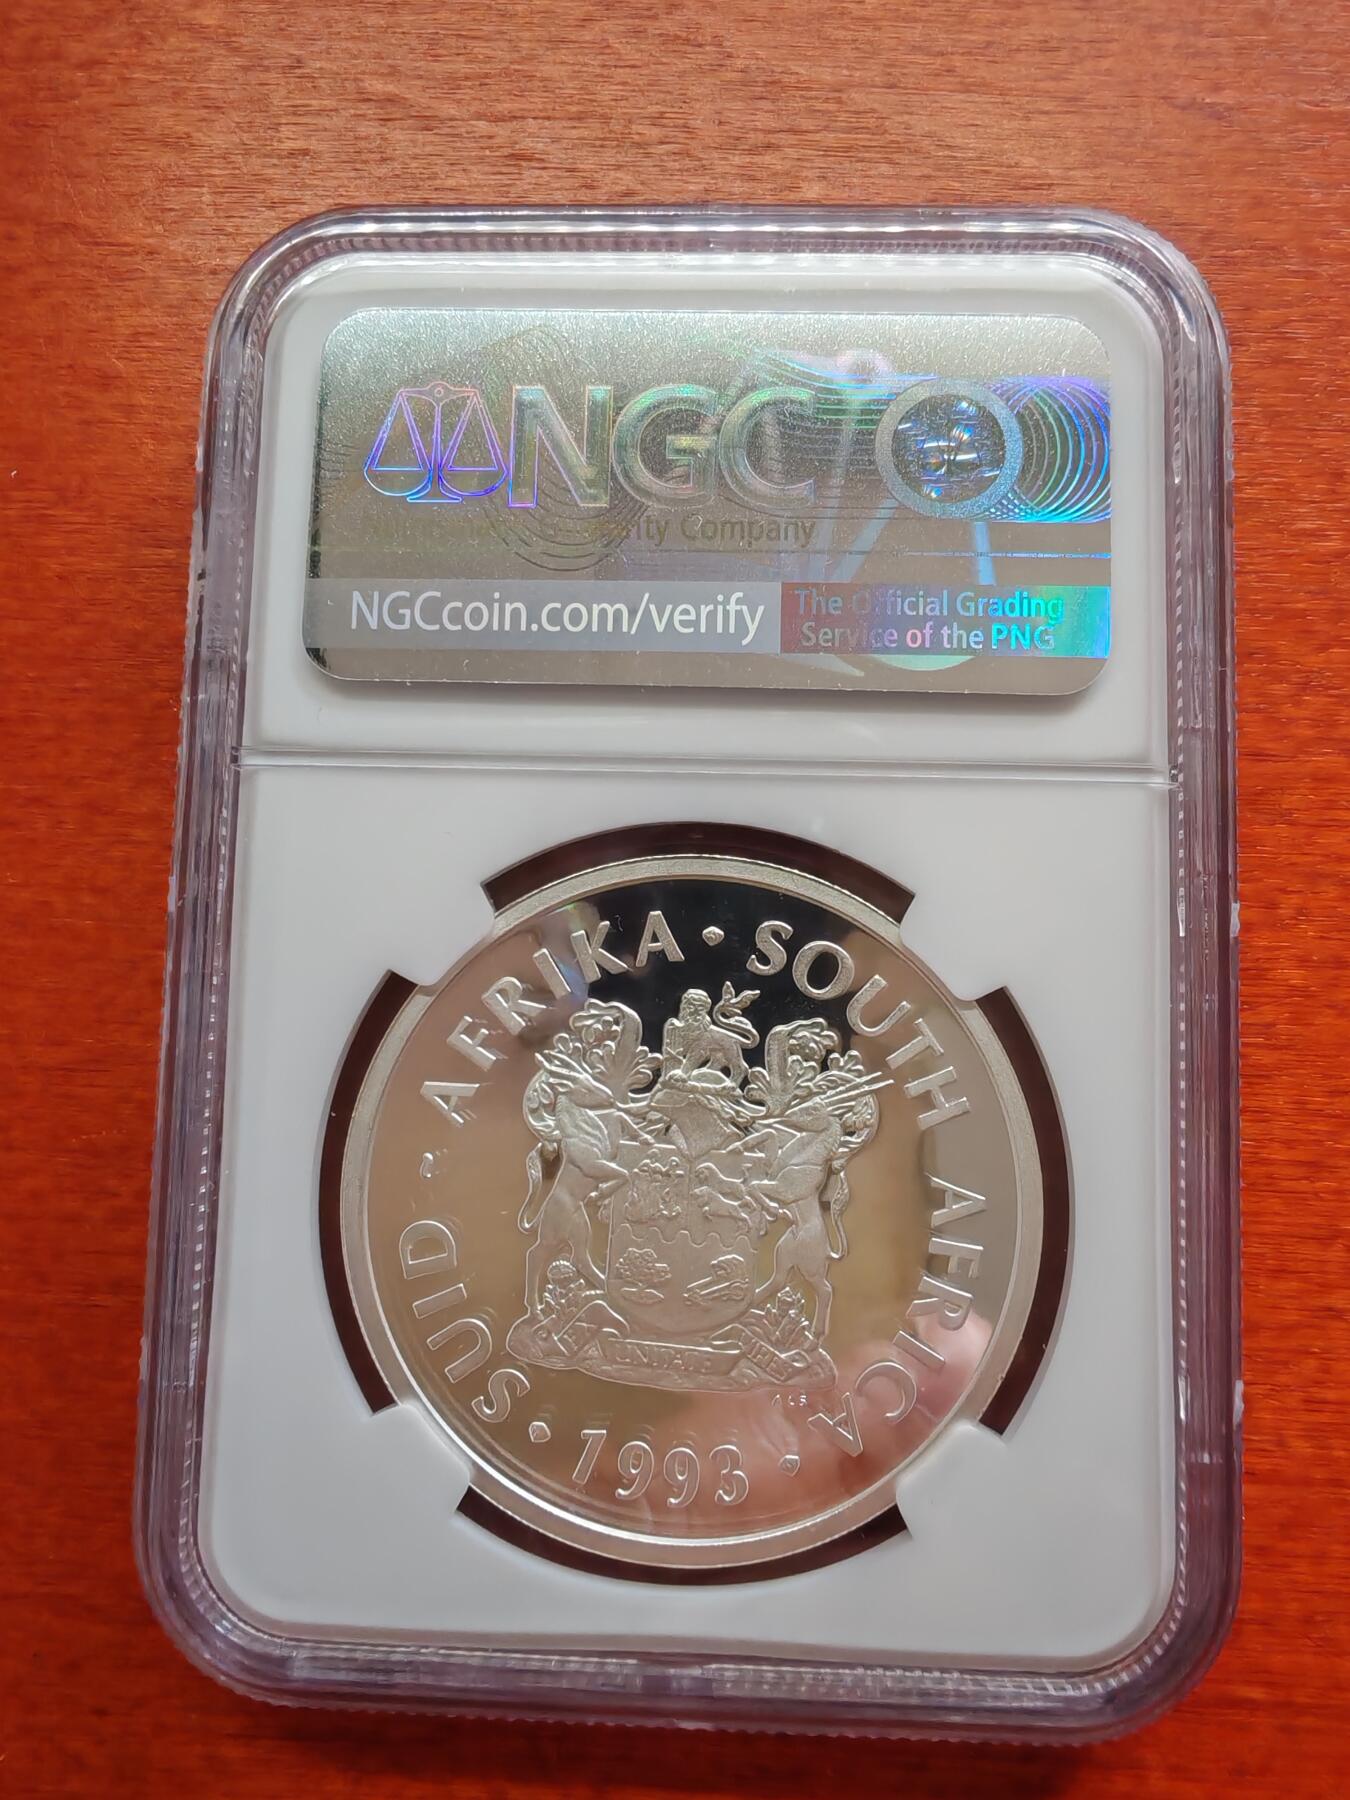 NGC
Company
NGCcoin.com/verify
The Official Grading
Service of the PNG
SUID - AFRIKA · SOUTH AFRICA
EX UNITATE VIRES
ALS
· 1993 ·